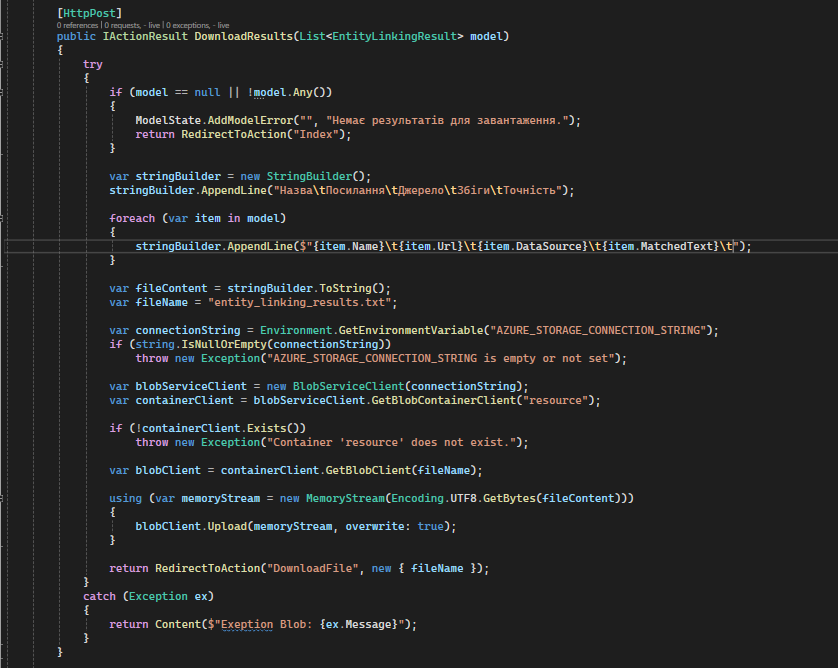 [HttpPost]
0 references | 0 requests, - live | 0 exceptions, - live
public IActionResult DownloadResults(List<EntityLinkingResult> model)
{
try
{
if (model == null || !model.Any())
{
ModelState.AddModelError("", "Немає результатів для завантаження.");
return RedirectToAction("Index");
}
var stringBuilder = new StringBuilder();
stringBuilder.AppendLine("Назва\tПосилання\tДжерело\tЗбіги\tТочність");
foreach (var item in model)
{
stringBuilder.AppendLine($"{item.Name}\t{item.Url}\t{item.DataSource}\t{item.MatchedText}\t");
}
var fileContent = stringBuilder.ToString();
var fileName = "entity_linking_results.txt";
var connectionString = Environment.GetEnvironmentVariable("AZURE_STORAGE_CONNECTION_STRING");
if (string.IsNullOrEmpty(connectionString))
throw new Exception("AZURE_STORAGE_CONNECTION_STRING is empty or not set");
var blobServiceClient = new BlobServiceClient(connectionString);
var containerClient = blobServiceClient.GetBlobContainerClient("resource");
if (!containerClient.Exists())
throw new Exception("Container 'resource' does not exist.");
var blobClient = containerClient.GetBlobClient(fileName);
using (var memoryStream = new MemoryStream(Encoding.UTF8.GetBytes(fileContent)))
{
blobClient.Upload(memoryStream, overwrite: true);
}
return RedirectToAction("DownloadFile", new { fileName });
}
catch (Exception ex)
{
return Content($"Exeption Blob: {ex.Message}");
}
}